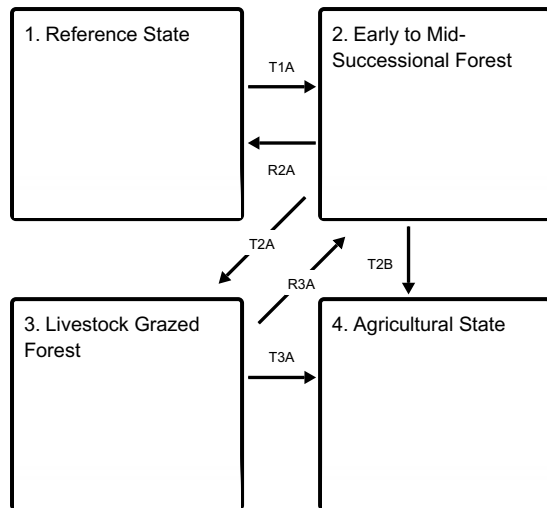 1. Reference State
T1A
2. Early to Mid-
Successional Forest
R2A
T2A
R3A
T2B
3. Livestock Grazed
Forest
T3A
4. Agricultural State